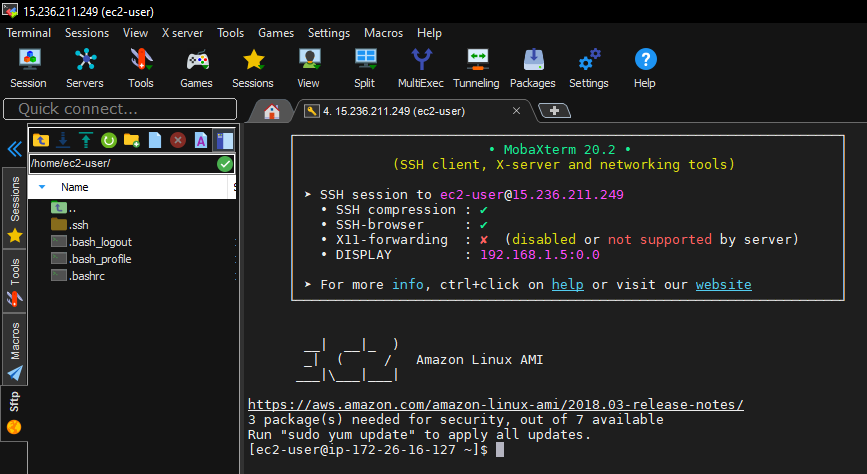 15.236.211.249 (ec2-user)
Terminal Sessions View X server Tools Games Settings Macros Help
Session Servers Tools Games Sessions View Split MultiExec Tunneling Packages Settings Help
Quick connect...
4. 15.236.211.249 (ec2-user)
/home/ec2-user/
Name
..
.ssh
.bash_logout
.bash_profile
.bashrc
Sessions
Tools
Macros
Sftp
• MobaXterm 20.2 •
(SSH client, X-server and networking tools)
➤ SSH session to ec2-user@15.236.211.249
• SSH compression : ✔
• SSH-browser : ✔
• X11-forwarding : ✘ (disabled or not supported by server)
• DISPLAY : 192.168.1.5:0.0
➤ For more info, ctrl+click on help or visit our website
__| __|_ )
_| ( / Amazon Linux AMI
___|\___|___|
https://aws.amazon.com/amazon-linux-ami/2018.03-release-notes/
3 package(s) needed for security, out of 7 available
Run "sudo yum update" to apply all updates.
[ec2-user@ip-172-26-16-127 ~]$